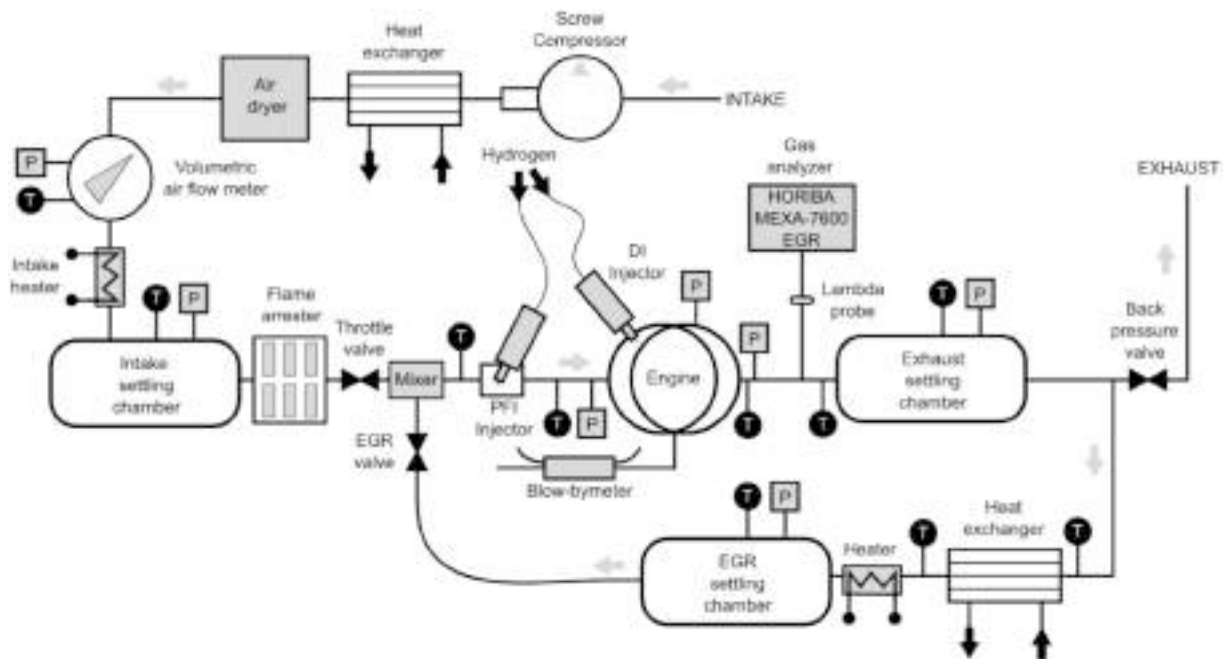 Screw
Compressor
Heat
exchanger
Air
dryer
INTAKE
Hydrogen
Gas
analyzer
EXHAUST
P
T
Volumetric
air flow meter
HORIBA
MEXA-7600
EGR
DI
Injector
Intake
heater
T
P
Flame
arrester
Throttle
valve
T
P
Lambda
probe
T
P
Back
pressure
valve
Intake
settling
chamber
Mixer
P
Engine
Exhaust
settling
chamber
PFI
Injector
T
P
T
T
EGR
valve
Blow-bymeter
T
P
Heat
exchanger
Heater
T
T
EGR
settling
chamber